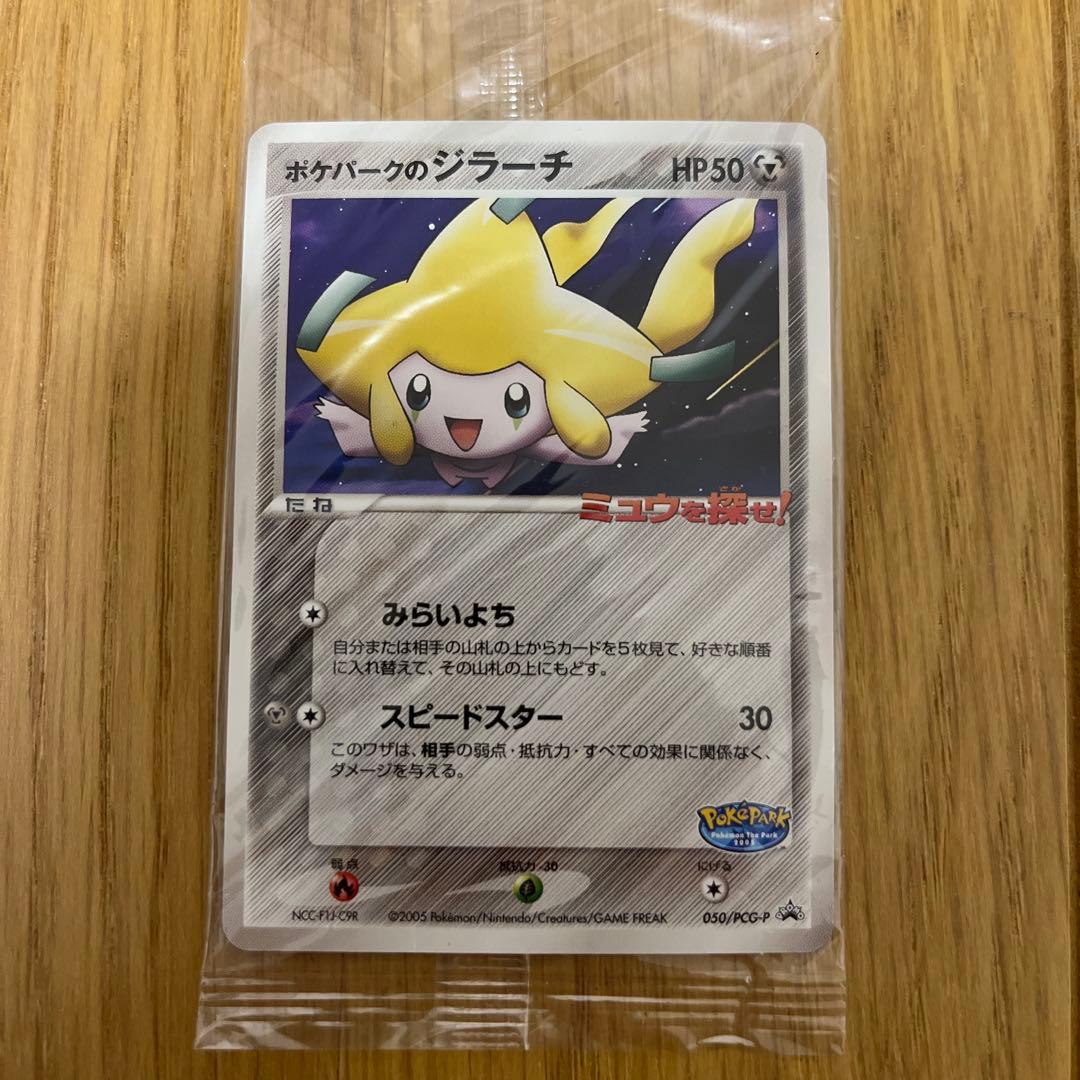 ポケパークのジラーチ HP50
たね
ミュウを探せ!
みらいよち
自分または相手の山札の上からカードを5枚見て、好きな順番
に入れ替えて、その山札の上にもどす。
スピードスター 30
このワザは、相手の弱点・抵抗力・すべての効果に関係なく、
ダメージを与える。
POKéPARK
Pokémon The Park
2005
弱点 抵抗力 -30 にげる
NCC-F1J-C9R ©2005 Pokémon/Nintendo/Creatures/GAME FREAK 050/PCG-P